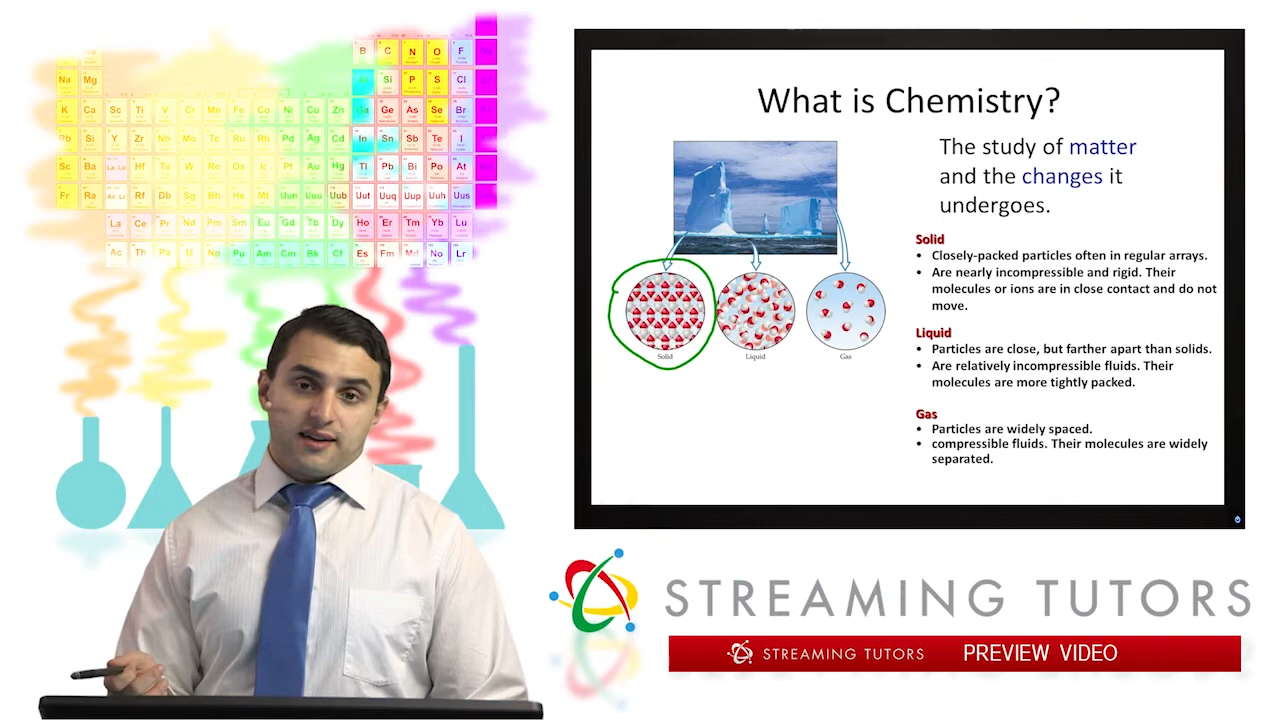 B C N O F
Na Mg Al Si P S Cl
K Ca Sc Ti V Cr Mn Fe Co Ni Cu Zn Ga Ge As Se Br
Rb Si Y Zr Nb Mo Tc Ru Rh Pd Ag Cd In Sn Sb Te I
Sc Ba La-Lu Hf Ta W Re Os Ir Pt Au Hg Tl Pb Bi Po At
Fr Ra Ac-Lr Rf Db Sg Bh Hs Mt Uun Uuu Uub Uut Uuq Uup Uuh Uus
La Ce Pr Nd Pm Sm Eu Gd Tb Dy Ho Er Tm Yb Lu
Ac Th Pa U Np Pu Am Cm Bk Cf Es Fm Md No Lr
What is Chemistry?
The study of matter
and the changes it
undergoes.
Solid
Liquid
Gas
Solid
• Closely-packed particles often in regular arrays.
• Are nearly incompressible and rigid. Their
molecules or ions are in close contact and do not
move.
Liquid
• Particles are close, but farther apart than solids.
• Are relatively incompressible fluids. Their
molecules are more tightly packed.
Gas
• Particles are widely spaced.
• compressible fluids. Their molecules are widely
separated.
STREAMING TUTORS
STREAMING TUTORS PREVIEW VIDEO